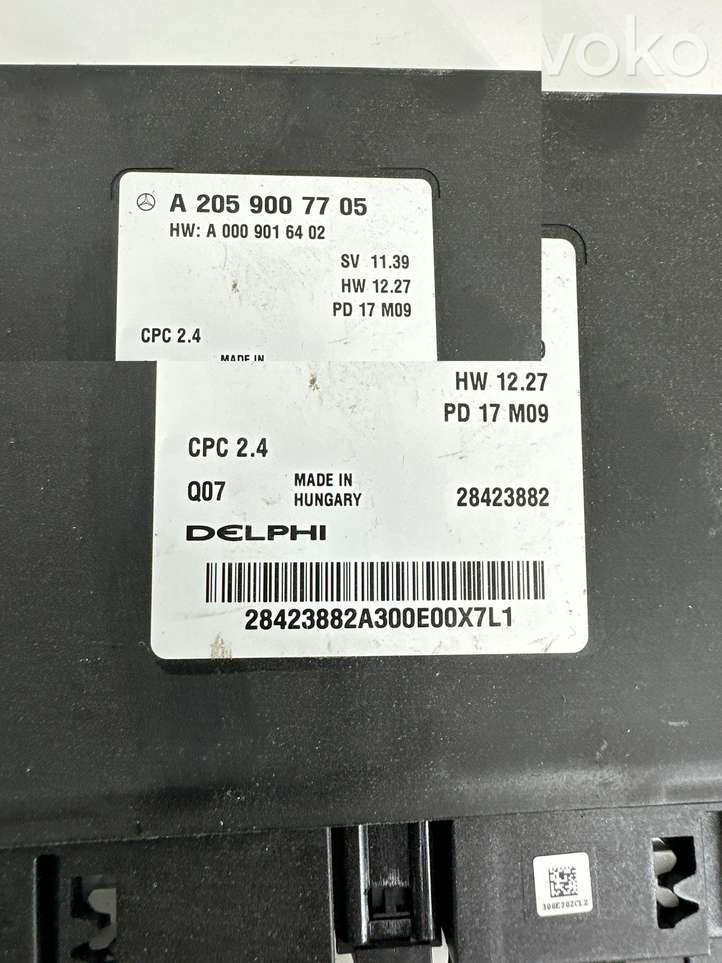 voko
A 205 900 77 05
HW: A 000 901 64 02
SV 11.39
HW 12.27
PD 17 M09
CPC 2.4
MADE IN
9
HW 12.27
PD 17 M09
CPC 2.4
Q07
MADE IN
HUNGARY
28423882
DELPHI
28423882A300E00X7L1